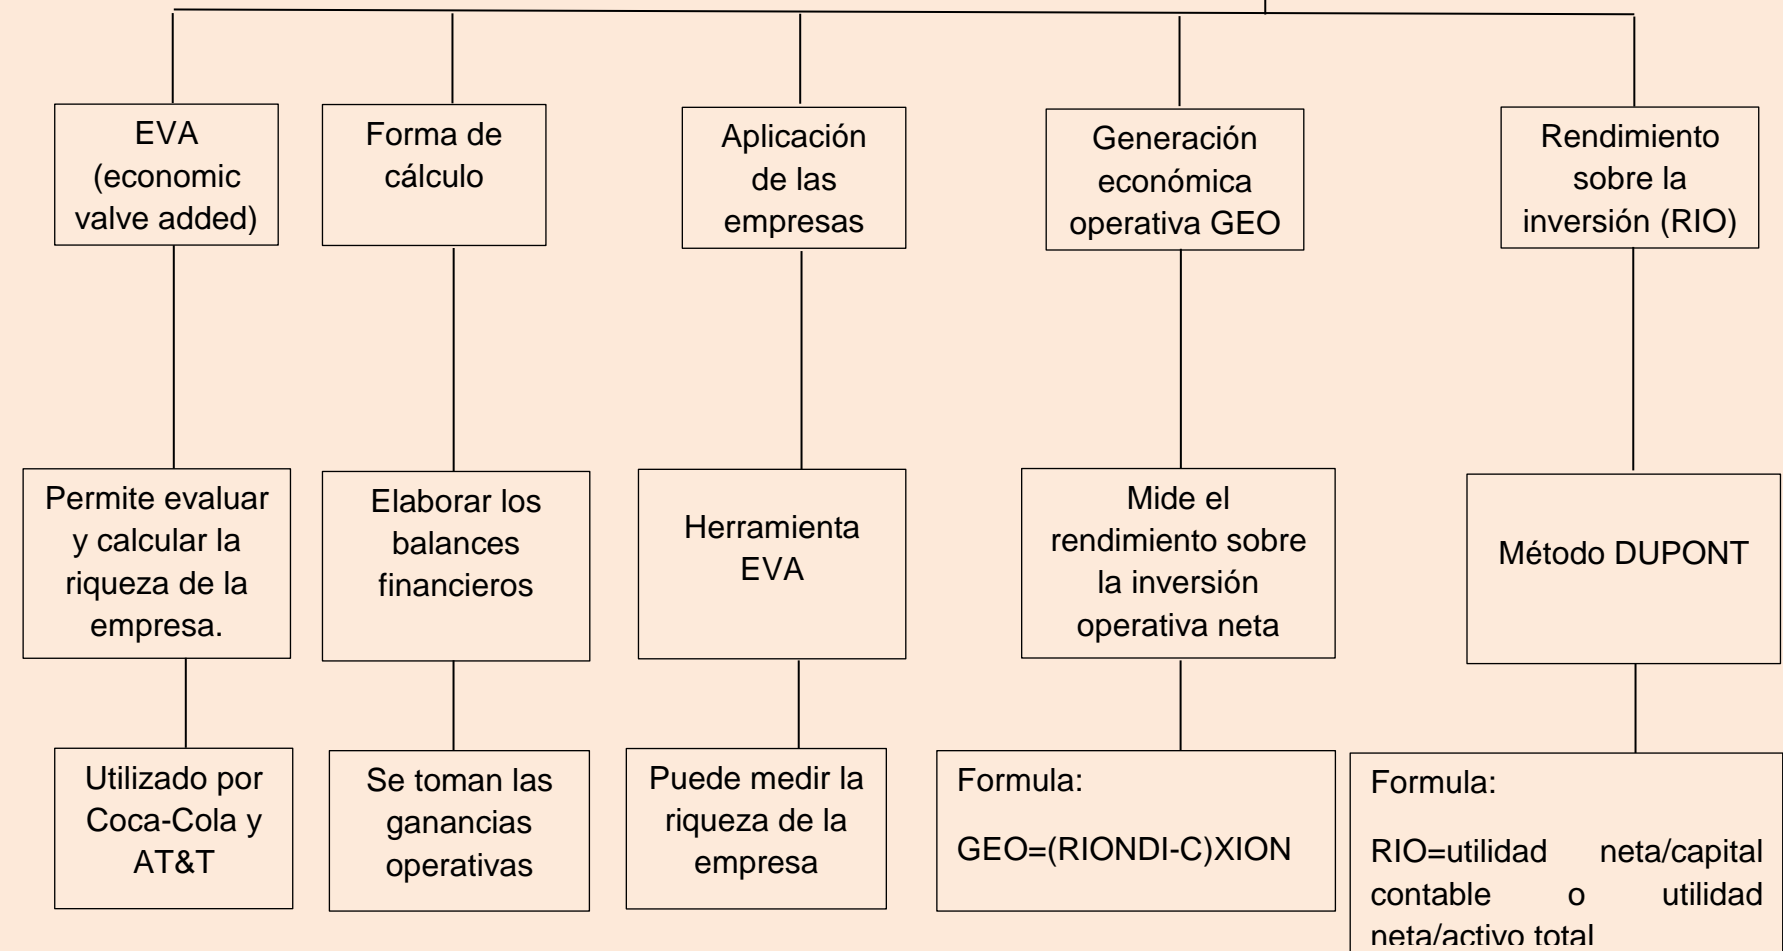 EVA
(economic
valve added)
Forma de
cálculo
Aplicación
de las
empresas
Generación
económica
operativa GEO
Rendimiento
sobre la
inversión (RIO)
Permite evaluar
y calcular la
riqueza de la
empresa.
Elaborar los
balances
financieros
Herramienta
EVA
Mide el
rendimiento sobre
la inversión
operativa neta
Método DUPONT
Utilizado por
Coca-Cola y
AT&T
Se toman las
ganancias
operativas
Puede medir la
riqueza de la
empresa
Formula:
GEO=(RIONDI-C)XION
Formula:
RIO=utilidad neta/capital
contable o utilidad
neta/activo total